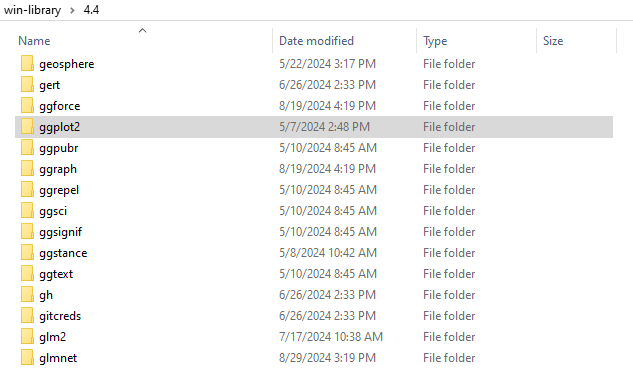 win-library > 4.4
Name Date modified Type Size
geosphere 5/22/2024 3:17 PM File folder
gert 6/26/2024 2:33 PM File folder
ggforce 8/19/2024 4:19 PM File folder
ggplot2 5/7/2024 2:48 PM File folder
ggpubr 5/10/2024 8:45 AM File folder
ggraph 8/19/2024 4:19 PM File folder
ggrepel 5/10/2024 8:45 AM File folder
ggsci 5/10/2024 8:45 AM File folder
ggsignif 5/10/2024 8:45 AM File folder
ggstance 5/8/2024 10:42 AM File folder
ggtext 5/10/2024 8:45 AM File folder
gh 6/26/2024 2:33 PM File folder
gitcreds 6/26/2024 2:33 PM File folder
glm2 7/17/2024 10:38 AM File folder
glmnet 8/29/2024 3:19 PM File folder